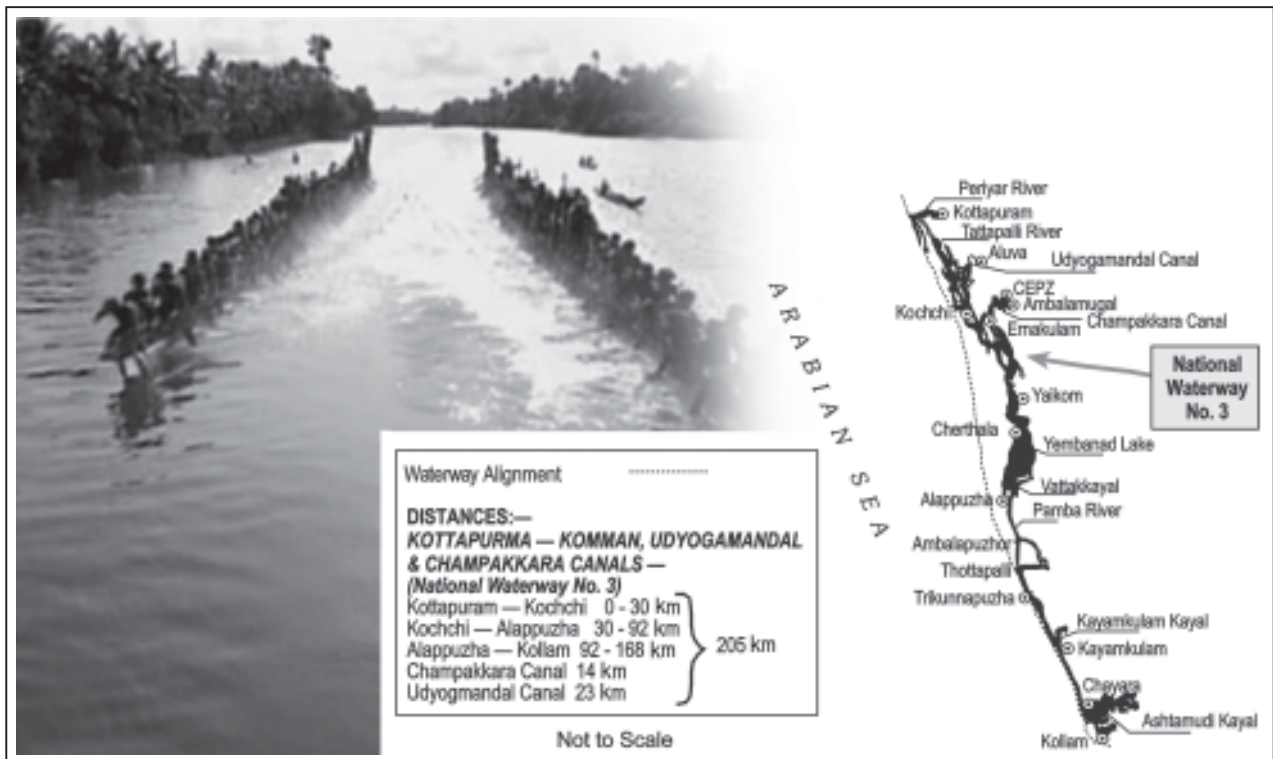 Periyar River
Kottapuram
Tattapalli River
Aluva
Udyogamandal Canal
CEPZ
Ambalamugal
Kochchi
Champakkara Canal
Ernakulam
National
Waterway
No. 3
ARABIAN SEA
Yaikom
Cherthala
Yembanad Lake
Vattakkayal
Alappuzha
Pamba River
Ambalapuzhor
Thottapalli
Trikunnapuzha
Kayamkulam Kayal
Kayamkulam
Chavara
Ashtamudi Kayal
Kollam
Waterway Alignment
DISTANCES:—
KOTTAPURMA — KOMMAN, UDYOGAMANDAL
& CHAMPAKKARA CANALS —
(National Waterway No. 3)
Kottapuram — Kochchi 0 - 30 km
Kochchi — Alappuzha 30 - 92 km
Alappuzha — Kollam 92 - 168 km
Champakkara Canal 14 km
Udyogmandal Canal 23 km
205 km
Not to Scale